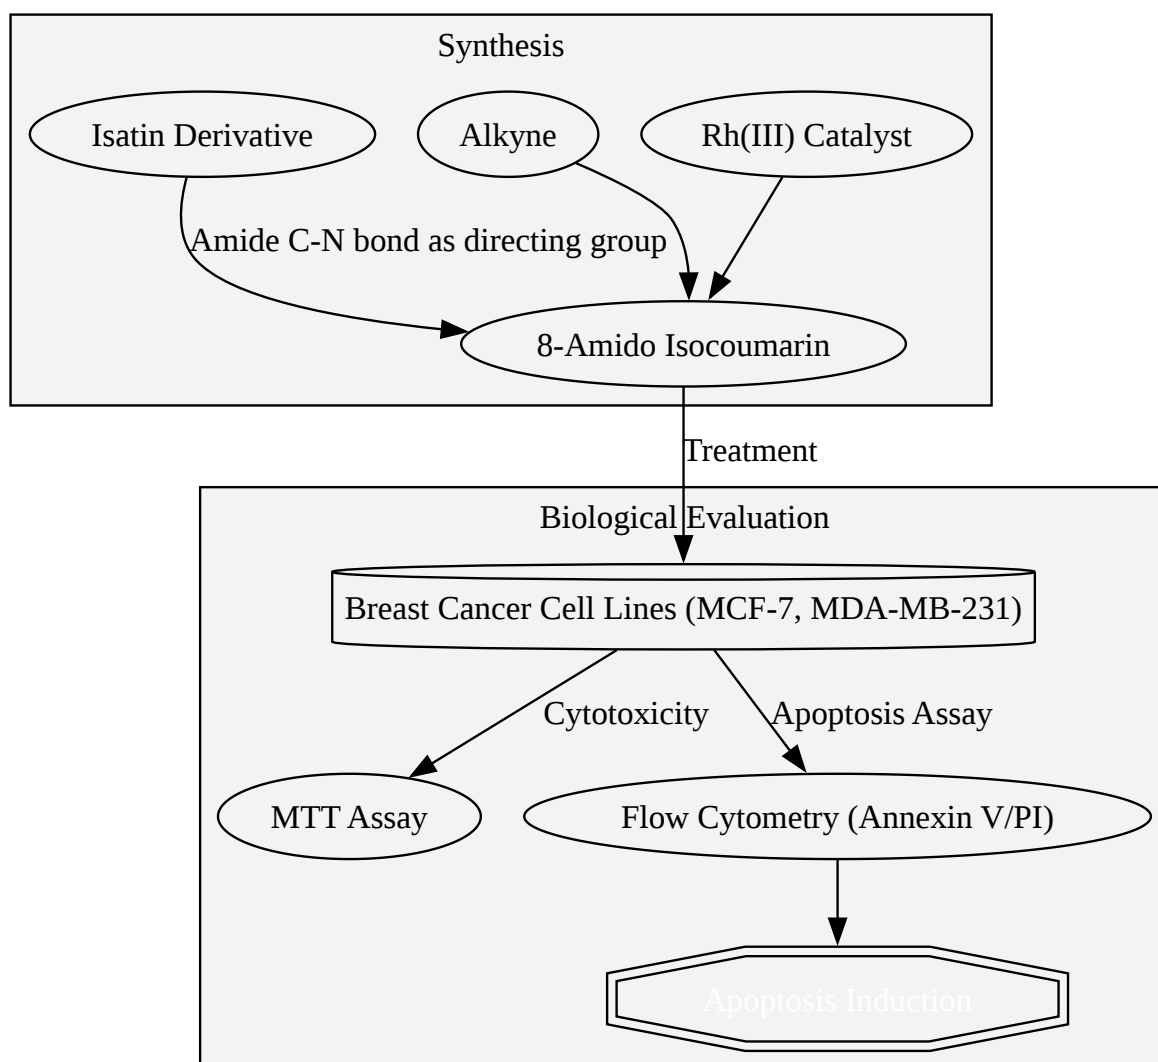 Synthesis
Isatin Derivative
Alkyne
Rh(III) Catalyst
Amide C-N bond as directing group
8-Amido Isocoumarin
Treatment
Biological Evaluation
Breast Cancer Cell Lines (MCF-7, MDA-MB-231)
Cytotoxicity
Apoptosis Assay
MTT Assay
Flow Cytometry (Annexin V/PI)
Apoptosis Induction